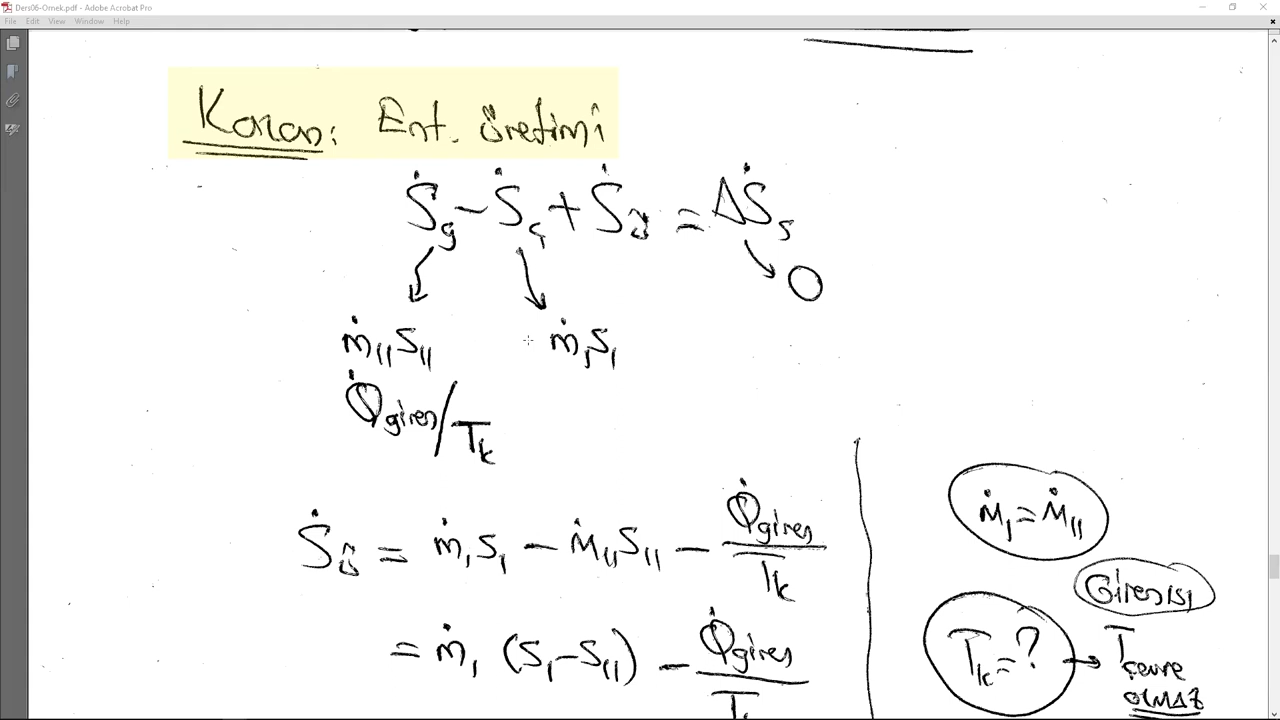 Ders06-Ornek.pdf - Adobe Acrobat Pro
File Edit View Window Help
Kazan: Ent. üretimi
Ṡg - Ṡç + Ṡü = ΔṠs
0
ṁ11 s11
ṁ1 s1
Q̇giren/Tk
Ṡü = ṁ1 s1 - ṁ11 s11 - Q̇giren/Tk
= ṁ1 (s1 - s11) - Q̇giren/Tk
ṁ1 = ṁ11
Giren ısı
Tk = ? → Tçevre
OLMAZ